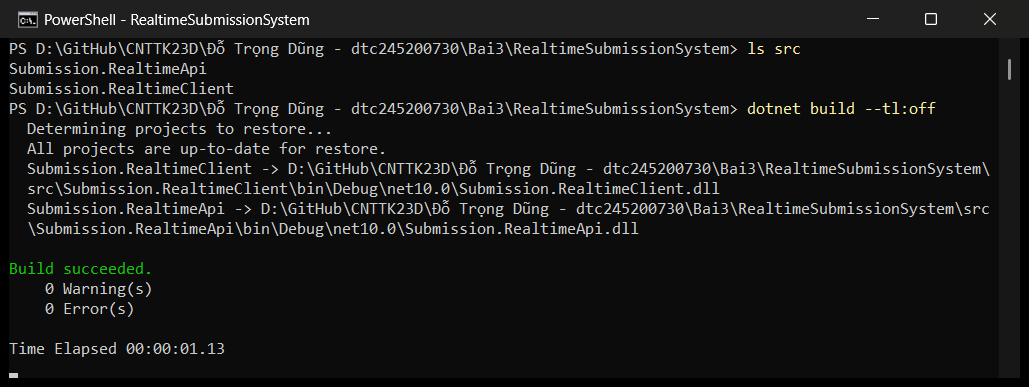 PowerShell - RealtimeSubmissionSystem
PS D:\GitHub\CNTTK23D\Đỗ Trọng Dũng - dtc245200730\Bai3\RealtimeSubmissionSystem> ls src
Submission.RealtimeApi
Submission.RealtimeClient
PS D:\GitHub\CNTTK23D\Đỗ Trọng Dũng - dtc245200730\Bai3\RealtimeSubmissionSystem> dotnet build --tl:off
  Determining projects to restore...
  All projects are up-to-date for restore.
  Submission.RealtimeClient -> D:\GitHub\CNTTK23D\Đỗ Trọng Dũng - dtc245200730\Bai3\RealtimeSubmissionSystem\
  src\Submission.RealtimeClient\bin\Debug\net10.0\Submission.RealtimeClient.dll
  Submission.RealtimeApi -> D:\GitHub\CNTTK23D\Đỗ Trọng Dũng - dtc245200730\Bai3\RealtimeSubmissionSystem\src
  \Submission.RealtimeApi\bin\Debug\net10.0\Submission.RealtimeApi.dll
Build succeeded.
    0 Warning(s)
    0 Error(s)
Time Elapsed 00:00:01.13